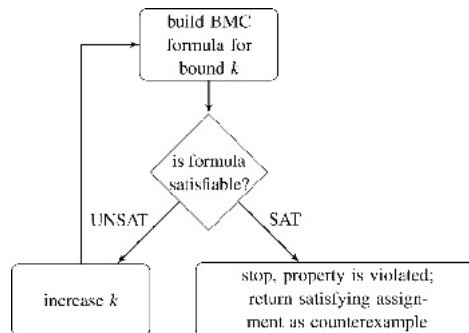 build BMC
formula for
bound k
is formula
satisfiable?
UNSAT
SAT
increase k
stop, property is violated;
return satisfying assign-
ment as counterexample